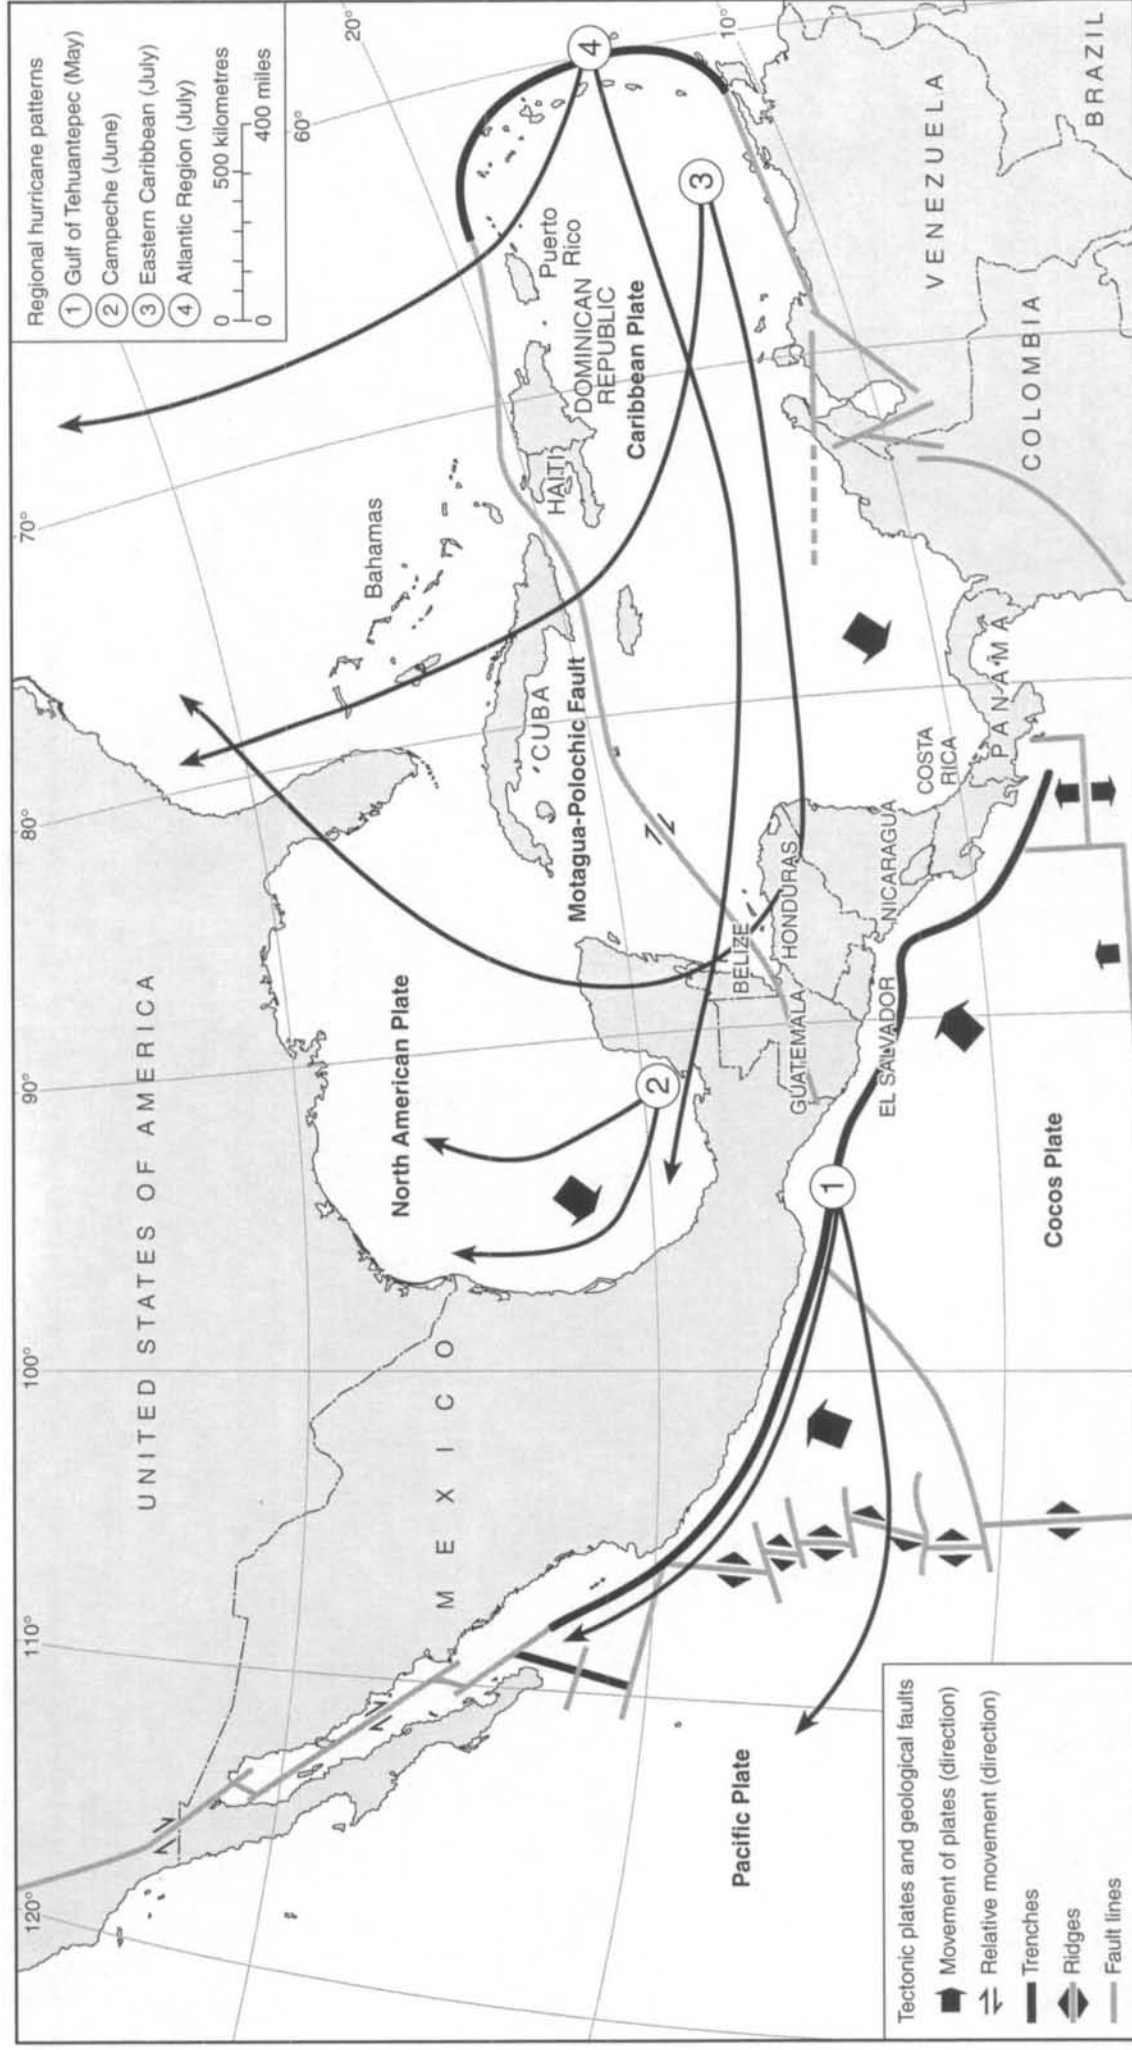 Regional hurricane patterns
1 Gulf of Tehuantepec (May)
2 Campeche (June)
3 Eastern Caribbean (July)
4 Atlantic Region (July)
0 500 kilometres
0 400 miles
120°
110°
100°
90°
80°
70°
60°
20°
10°
UNITED STATES OF AMERICA
MEXICO
North American Plate
Bahamas
CUBA
Motagua-Polochic Fault
HAITI
DOMINICAN
REPUBLIC
Puerto
Rico
Caribbean Plate
BELIZE
GUATEMALA
HONDURAS
EL SALVADOR
NICARAGUA
COSTA
RICA
PANAMA
COLOMBIA
VENEZUELA
BRAZIL
Pacific Plate
Cocos Plate
1
2
3
4
Tectonic plates and geological faults
Movement of plates (direction)
Relative movement (direction)
Trenches
Ridges
Fault lines